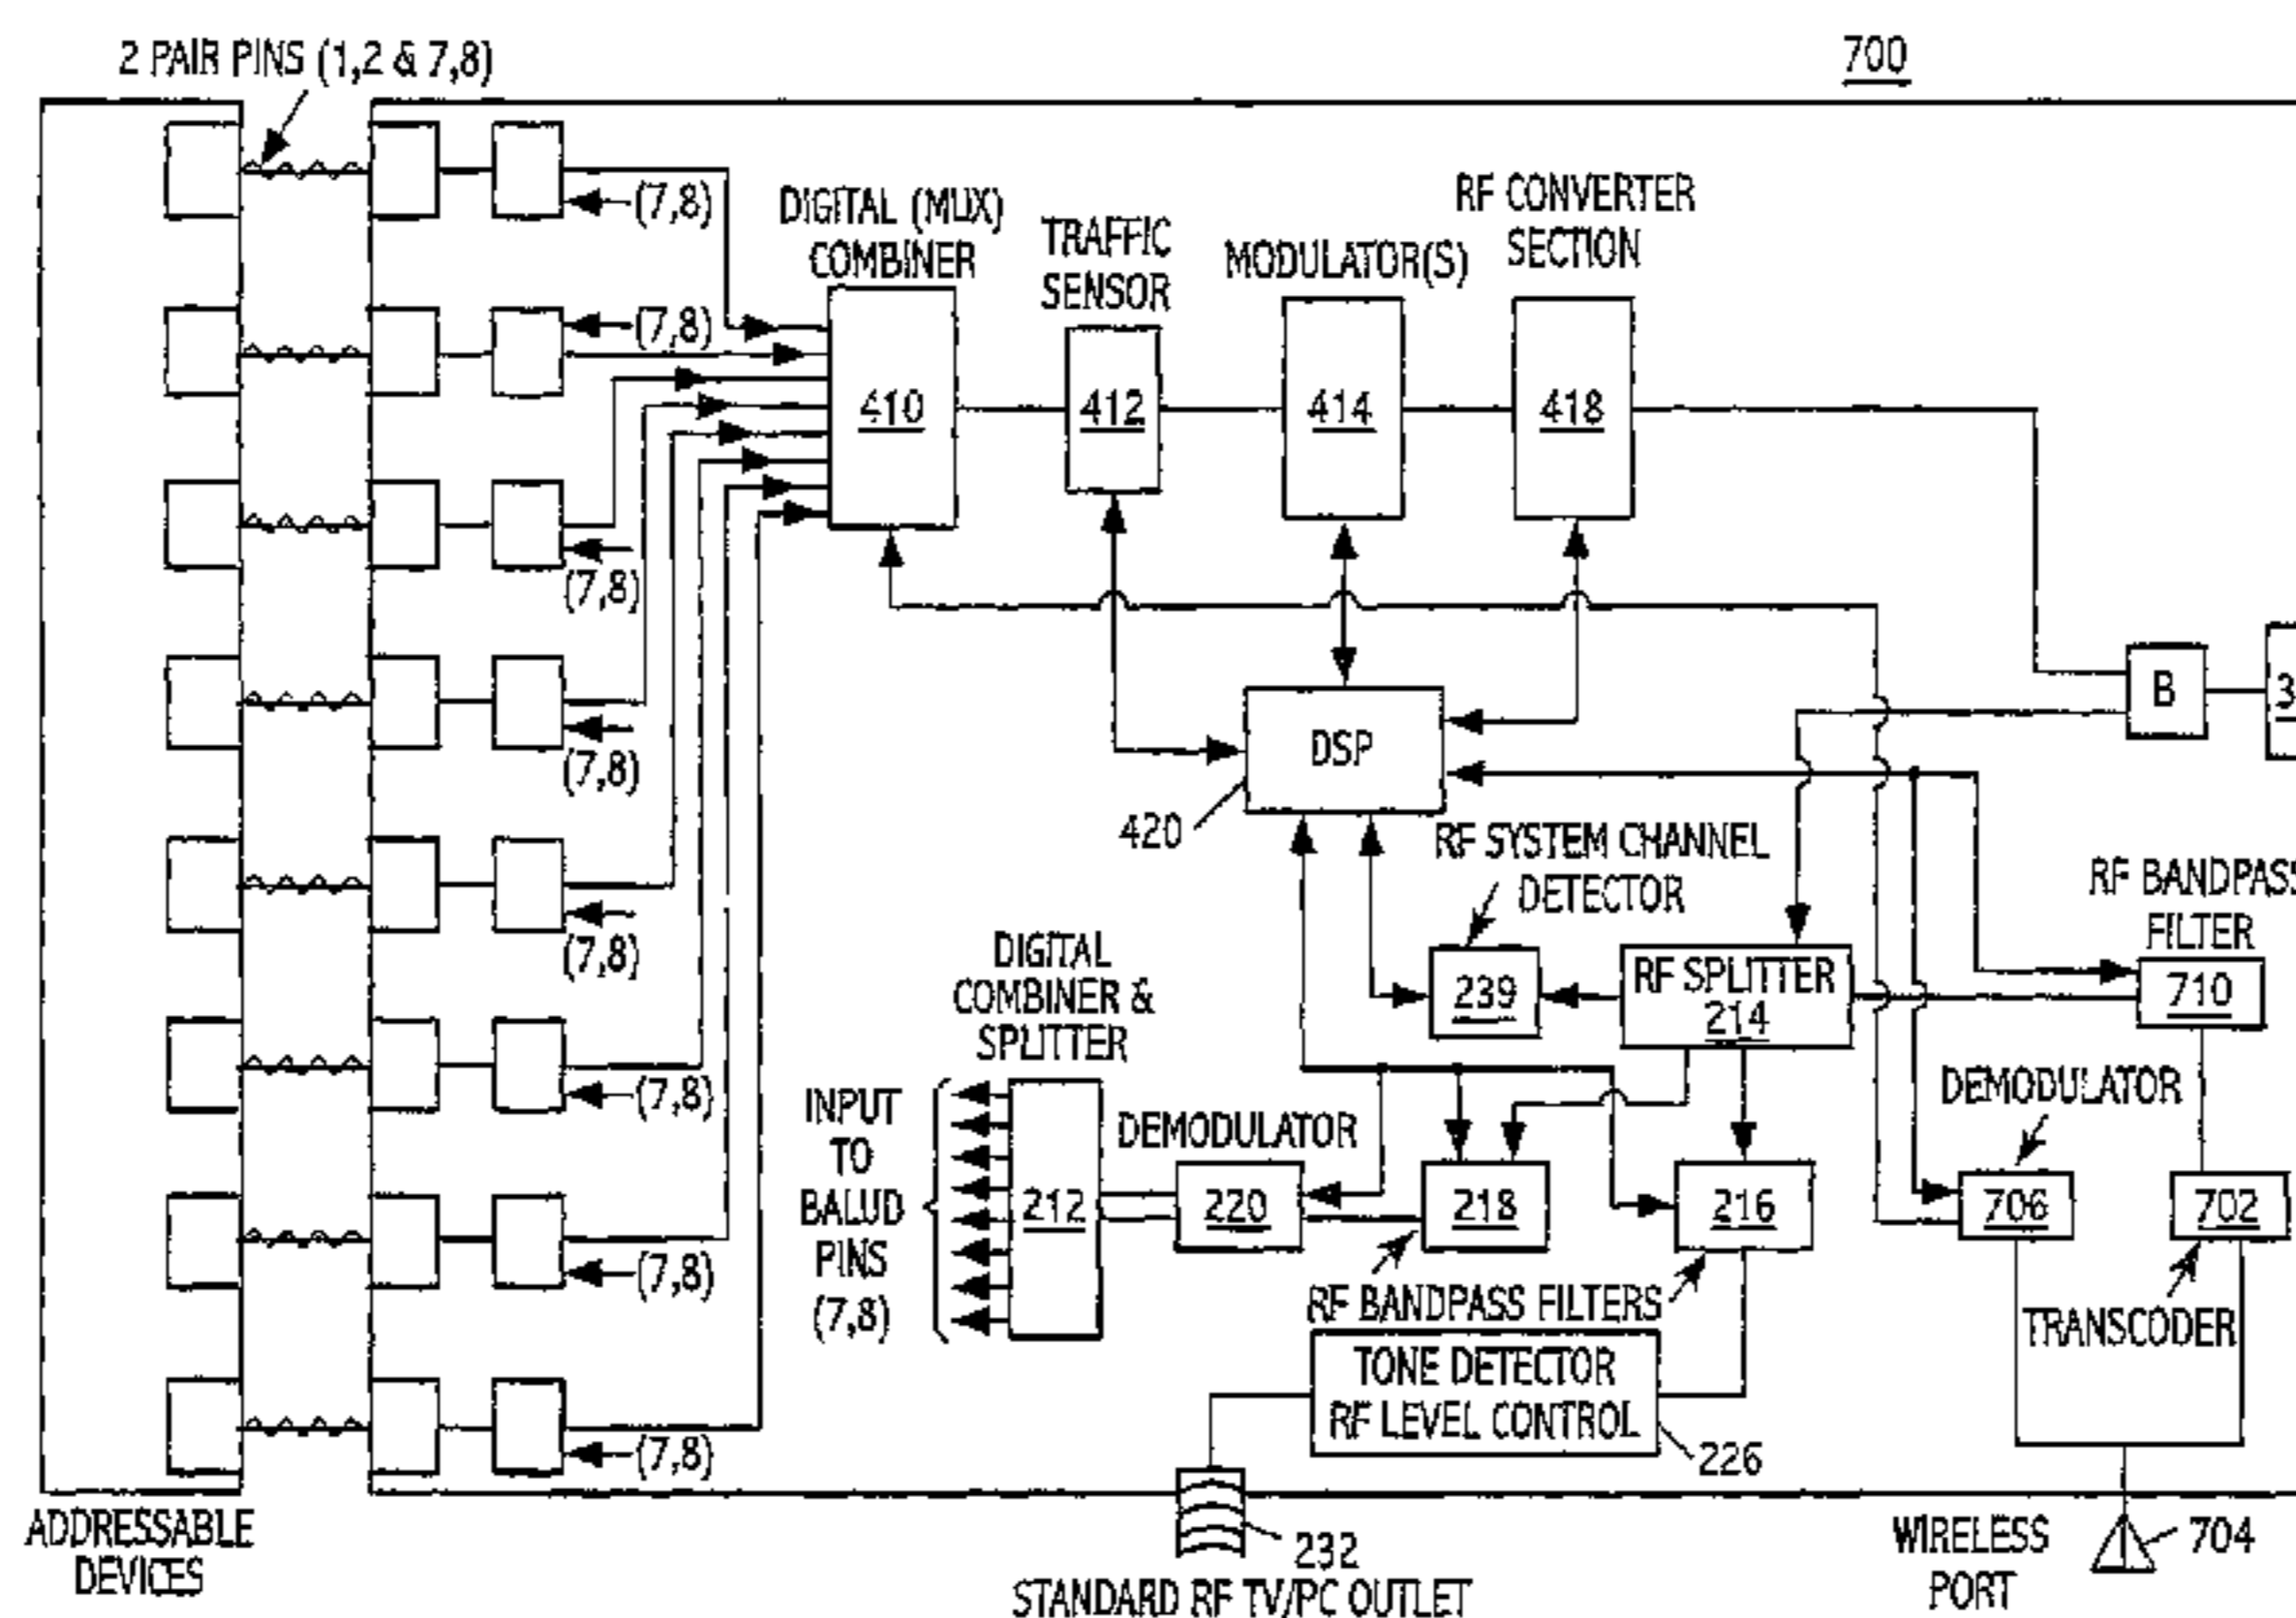 2 PAIR PINS (1,2 & 7,8)
700
(7,8)
DIGITAL (MUX)
COMBINER
TRAFFIC
SENSOR
MODULATOR(S)
RF CONVERTER
SECTION
(7,8)
410
412
414
418
(7,8)
B
3
DSP
(7,8)
420
RF SYSTEM CHANNEL
DETECTOR
RF BANDPASS
FILTER
(7,8)
DIGITAL
COMBINER &
SPLITTER
239
RF SPLITTER
214
710
(7,8)
INPUT
TO
BALUD
PINS
(7,8)
212
DEMODULATOR
220
218
216
DEMODULATOR
706
702
(7,8)
RF BANDPASS FILTERS
TRANSCODER
TONE DETECTOR
RF LEVEL CONTROL
226
(7,8)
ADDRESSABLE
DEVICES
232
STANDARD RF TV/PC OUTLET
WIRELESS
PORT
704